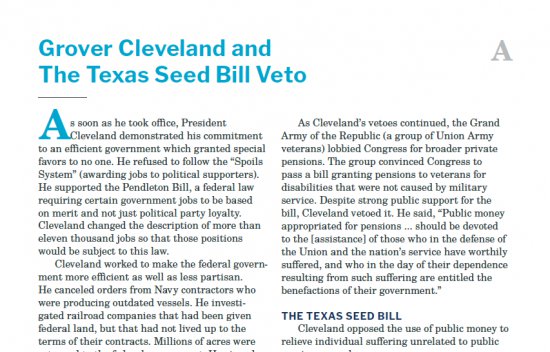 Grover Cleveland and
The Texas Seed Bill Veto
A
As soon as he took office, President
Cleveland demonstrated his commitment
to an efficient government which granted special
favors to no one. He refused to follow the “Spoils
System” (awarding jobs to political supporters).
He supported the Pendleton Bill, a federal law
requiring certain government jobs to be based
on merit and not just political party loyalty.
Cleveland changed the description of more than
eleven thousand jobs so that those positions
would be subject to this law.
Cleveland worked to make the federal govern-
ment more efficient as well as less partisan.
He canceled orders from Navy contractors who
were producing outdated vessels. He investi-
gated railroad companies that had been given
federal land, but that had not lived up to the
terms of their contracts. Millions of acres were
As Cleveland’s vetoes continued, the Grand
Army of the Republic (a group of Union Army
veterans) lobbied Congress for broader private
pensions. The group convinced Congress to
pass a bill granting pensions to veterans for
disabilities that were not caused by military
service. Despite strong public support for the
bill, Cleveland vetoed it. He said, “Public money
appropriated for pensions ... should be devoted
to the [assistance] of those who in the defense of
the Union and the nation’s service have worthily
suffered, and who in the day of their dependence
resulting from such suffering are entitled the
benefactions of their government.”
THE TEXAS SEED BILL
Cleveland opposed the use of public money to
relieve individual suffering unrelated to public